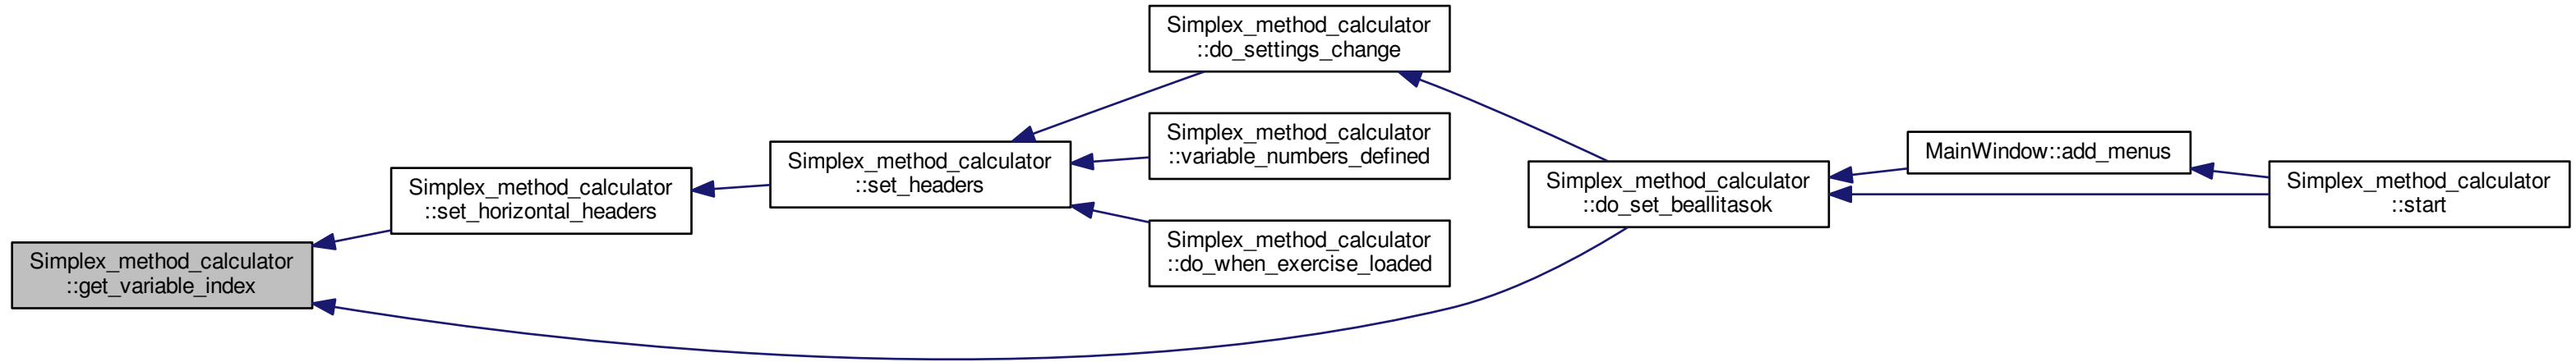 Simplex_method_calculator
::get_variable_index
Simplex_method_calculator
::set_horizontal_headers
Simplex_method_calculator
::set_headers
Simplex_method_calculator
::do_settings_change
Simplex_method_calculator
::variable_numbers_defined
Simplex_method_calculator
::do_when_exercise_loaded
Simplex_method_calculator
::do_set_beallitasok
MainWindow::add_menus
Simplex_method_calculator
::start